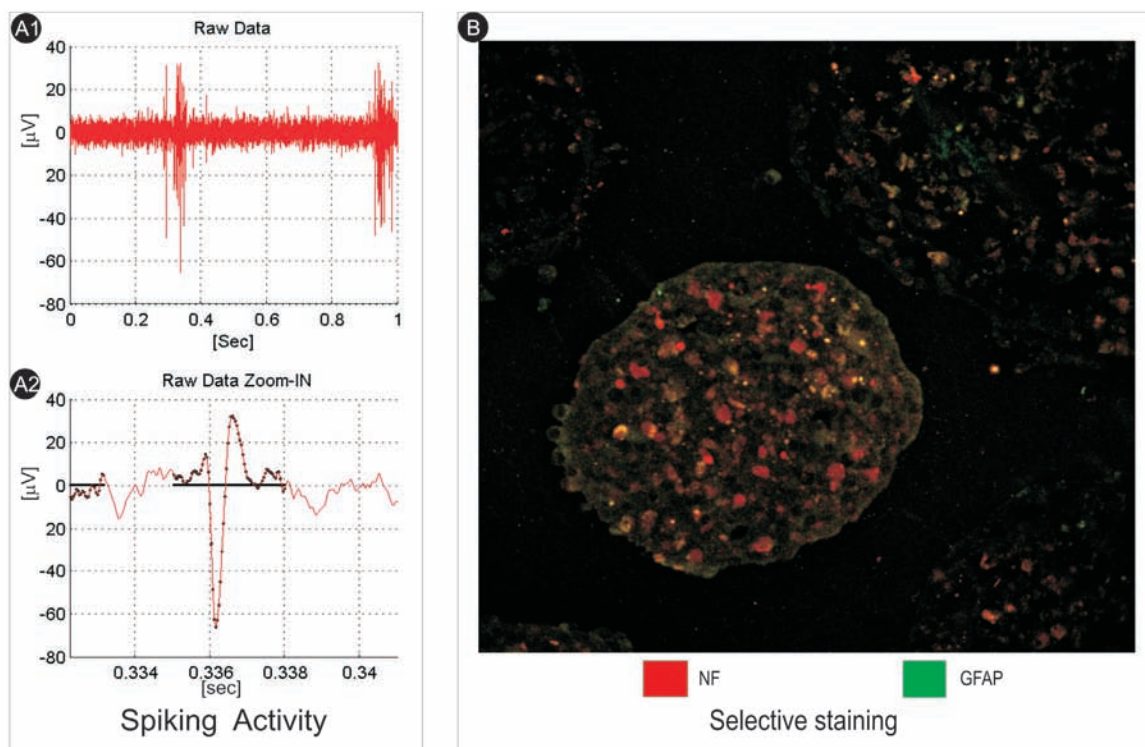 A1
Raw Data
40
20
0
-20
-40
-60
-80
[µV]
0 0.2 0.4 0.6 0.8 1
[Sec]
A2
Raw Data Zoom-IN
40
20
0
-20
-40
-60
-80
[µV]
0.334 0.336 0.338 0.34
[sec]
Spiking Activity
B
NF GFAP
Selective staining